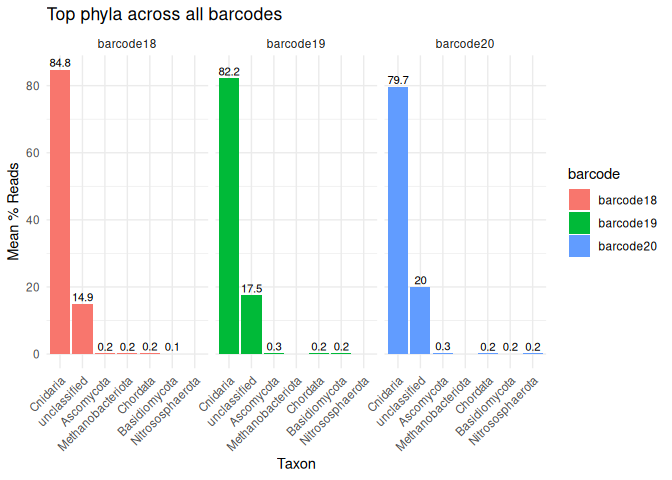 Top phyla across all barcodes
barcode18 barcode19 barcode20
84.8
14.9
0.2 0.2 0.2 0.1
82.2
17.5
0.3 0.2 0.2
79.7
20
0.3 0.2 0.2 0.2
80
60
40
20
0
Mean % Reads
Cnidaria
unclassified
Ascomycota
Methanobacteriota
Chordata
Basidiomycota
Nitrososphaerota
Cnidaria
unclassified
Ascomycota
Methanobacteriota
Chordata
Basidiomycota
Nitrososphaerota
Cnidaria
unclassified
Ascomycota
Methanobacteriota
Chordata
Basidiomycota
Nitrososphaerota
Taxon
barcode
barcode18
barcode19
barcode20